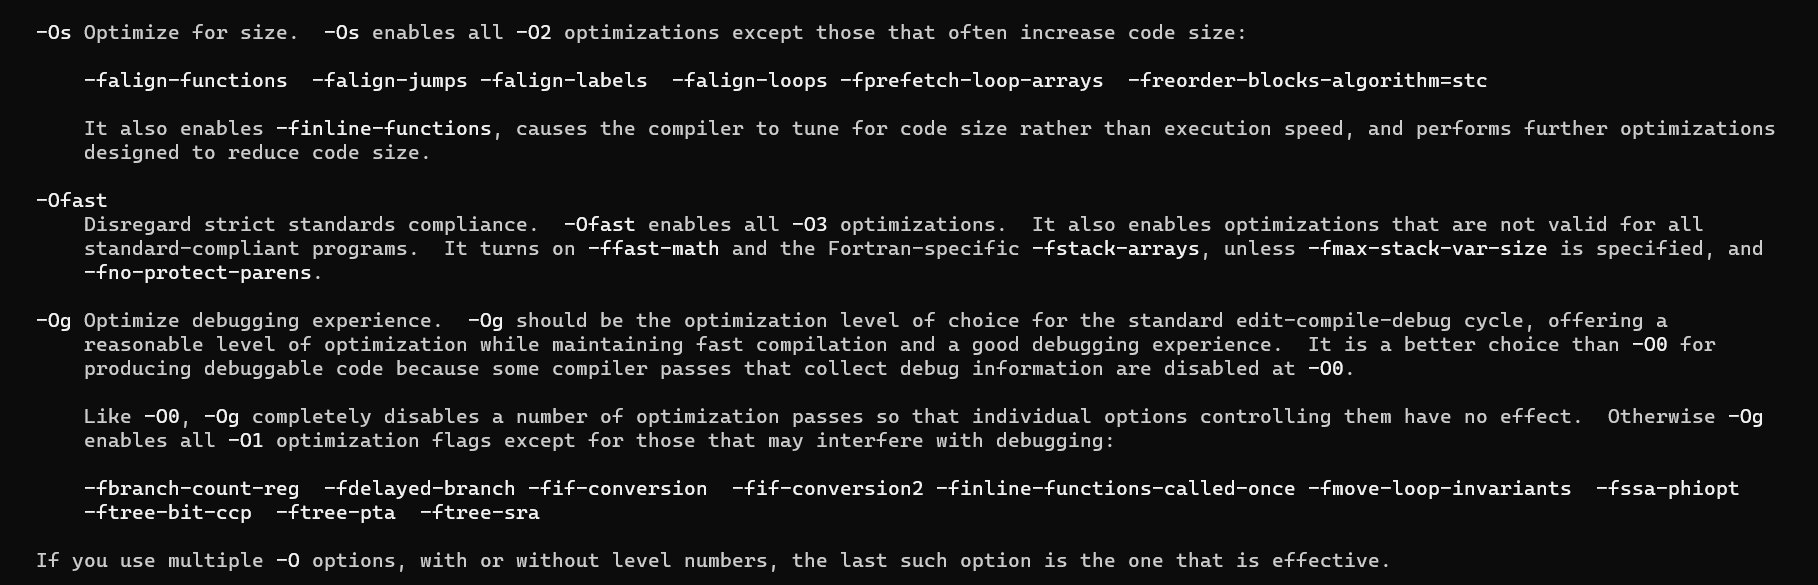 -Os Optimize for size.  -Os enables all -O2 optimizations except those that often increase code size:
-falign-functions  -falign-jumps -falign-labels  -falign-loops -fprefetch-loop-arrays  -freorder-blocks-algorithm=stc
It also enables -finline-functions, causes the compiler to tune for code size rather than execution speed, and performs further optimizations
designed to reduce code size.
-Ofast
Disregard strict standards compliance.  -Ofast enables all -O3 optimizations.  It also enables optimizations that are not valid for all
standard-compliant programs.  It turns on -ffast-math and the Fortran-specific -fstack-arrays, unless -fmax-stack-var-size is specified, and
-fno-protect-parens.
-Og Optimize debugging experience.  -Og should be the optimization level of choice for the standard edit-compile-debug cycle, offering a
reasonable level of optimization while maintaining fast compilation and a good debugging experience.  It is a better choice than -O0 for
producing debuggable code because some compiler passes that collect debug information are disabled at -O0.
Like -O0, -Og completely disables a number of optimization passes so that individual options controlling them have no effect.  Otherwise -Og
enables all -O1 optimization flags except for those that may interfere with debugging:
-fbranch-count-reg  -fdelayed-branch -fif-conversion  -fif-conversion2 -finline-functions-called-once -fmove-loop-invariants  -fssa-phiopt
-ftree-bit-ccp  -ftree-pta  -ftree-sra
If you use multiple -O options, with or without level numbers, the last such option is the one that is effective.